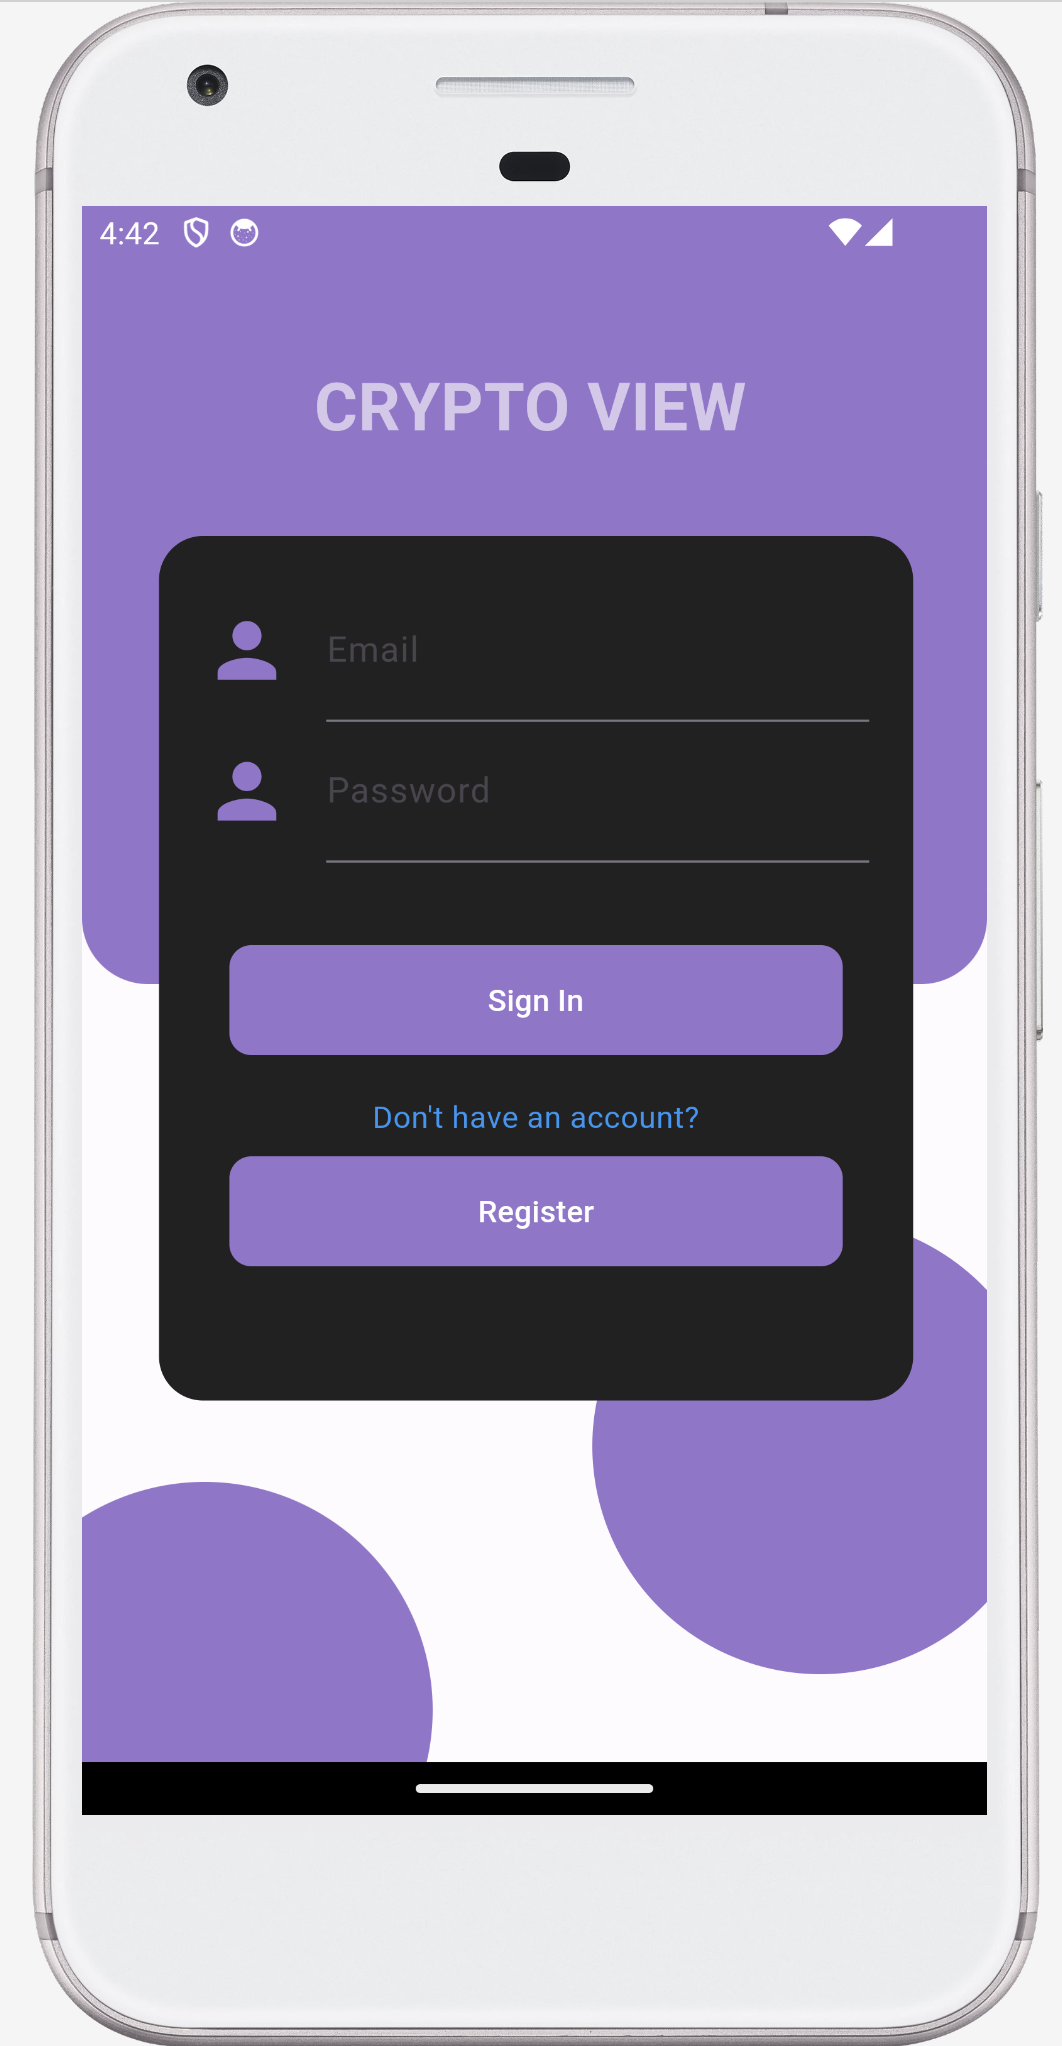 4:42
CRYPTO VIEW
Email
Password
Sign In
Don't have an account?
Register